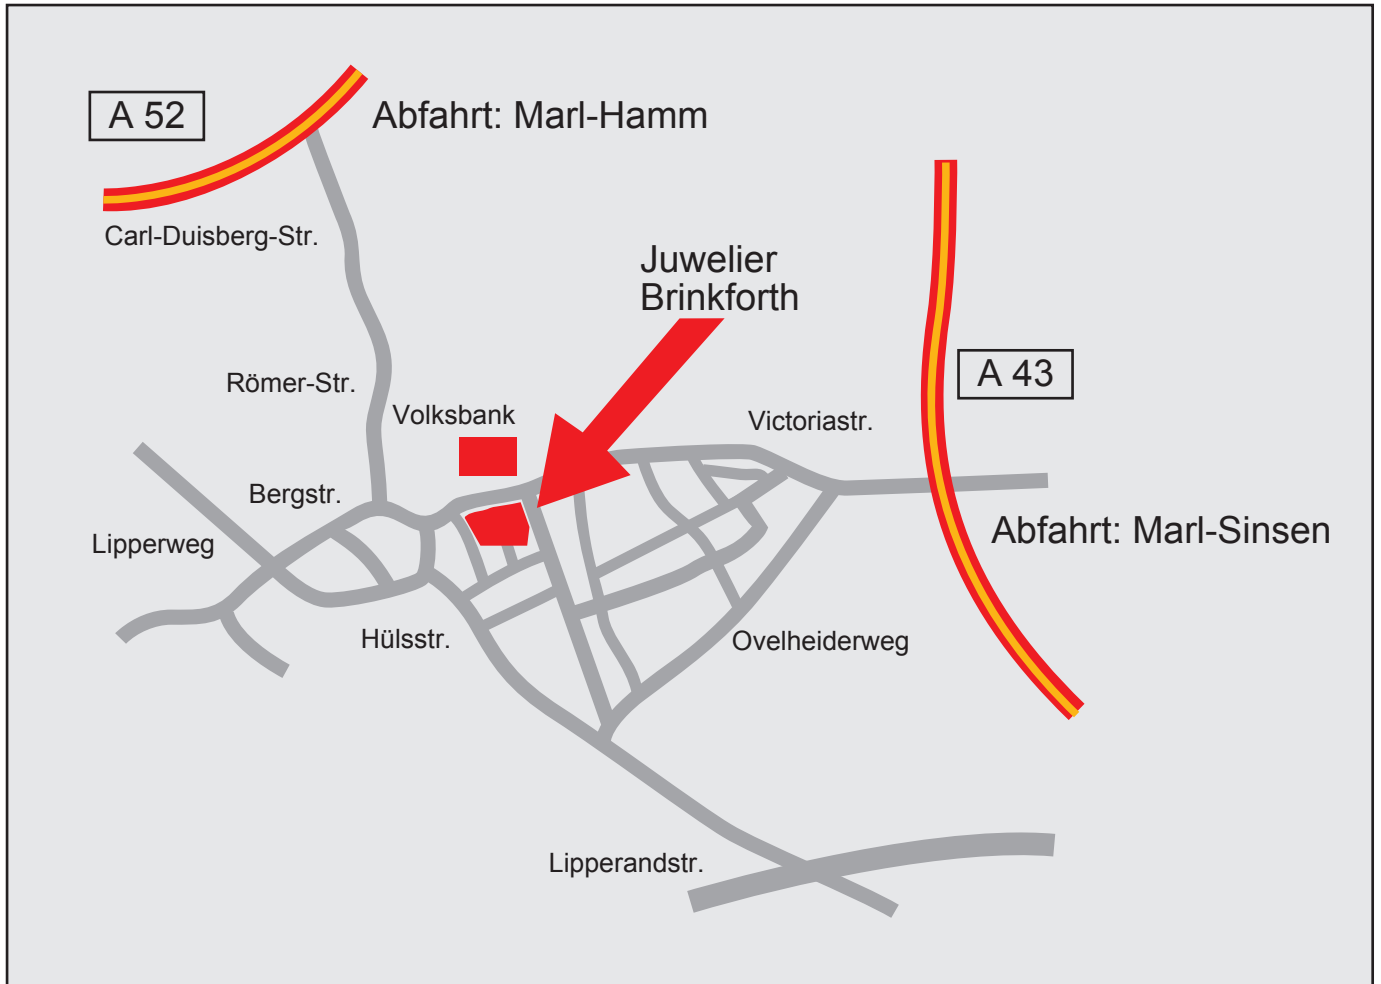 A 52
Abfahrt: Marl-Hamm
Carl-Duisberg-Str.
Juwelier
Brinkforth
A 43
Römer-Str.
Volksbank
Victoriastr.
Bergstr.
Lipperweg
Abfahrt: Marl-Sinsen
Hülsstr.
Ovelheiderweg
Lipperandstr.